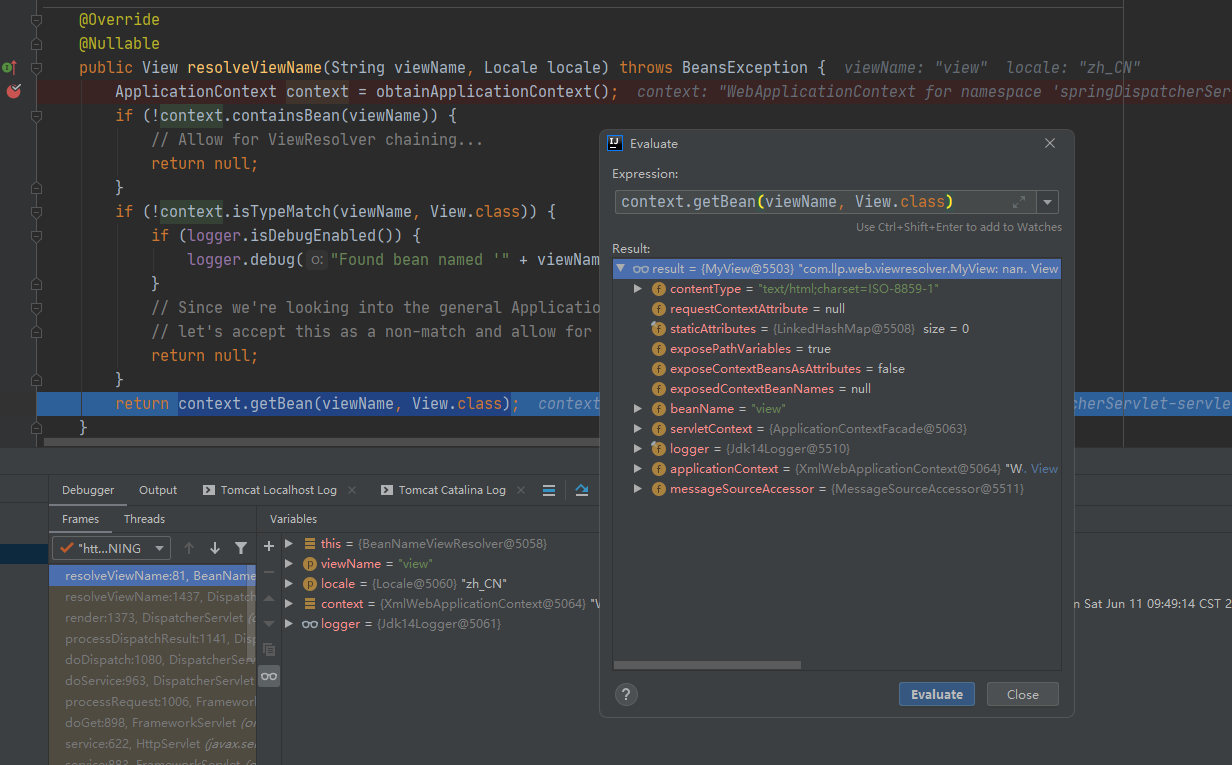 @Override
@Nullable
public View resolveViewName(String viewName, Locale locale) throws BeansException { viewName: "view" locale: "zh_CN"
ApplicationContext context = obtainApplicationContext(); context: "WebApplicationContext for namespace 'springDispatcherSer
if (!context.containsBean(viewName)) {
// Allow for ViewResolver chaining...
return null;
}
if (!context.isTypeMatch(viewName, View.class)) {
if (logger.isDebugEnabled()) {
logger.debug( o: "Found bean named '" + viewNam
}
// Since we're looking into the general Applicatio
// let's accept this as a non-match and allow for
return null;
}
return context.getBean(viewName, View.class); context
cherServlet-servle
}
Evaluate
Expression:
context.getBean(viewName, View.class)
Use Ctrl+Shift+Enter to add to Watches
Result:
result = {MyView@5503} "com.llp.web.viewresolver.MyView: nan. View
contentType = "text/html;charset=ISO-8859-1"
requestContextAttribute = null
staticAttributes = {LinkedHashMap@5508} size = 0
exposePathVariables = true
exposeContextBeansAsAttributes = false
exposedContextBeanNames = null
beanName = "view"
servletContext = {ApplicationContextFacade@5063}
logger = {Jdk14Logger@5510}
applicationContext = {XmlWebApplicationContext@5064} "W. View
messageSourceAccessor = {MessageSourceAccessor@5511}
? Evaluate Close
Debugger Output Tomcat Localhost Log Tomcat Catalina Log
Frames Threads Variables
"htt...NING
resolveViewName:81, BeanName
resolveViewName:1437, Dispatch
render:1373, DispatcherServlet (o
processDispatchResult:1141, Disp
doDispatch:1080, DispatcherServ
doService:963, DispatcherServlet
processRequest:1006, Framework
doGet:898, FrameworkServlet (or
service:622, HttpServlet (javax.se
service:883, FrameworkServlet (o
this = {BeanNameViewResolver@5058}
viewName = "view"
locale = {Locale@5060} "zh_CN"
context = {XmlWebApplicationContext@5064} "W
n Sat Jun 11 09:49:14 CST 2
logger = {Jdk14Logger@5061}